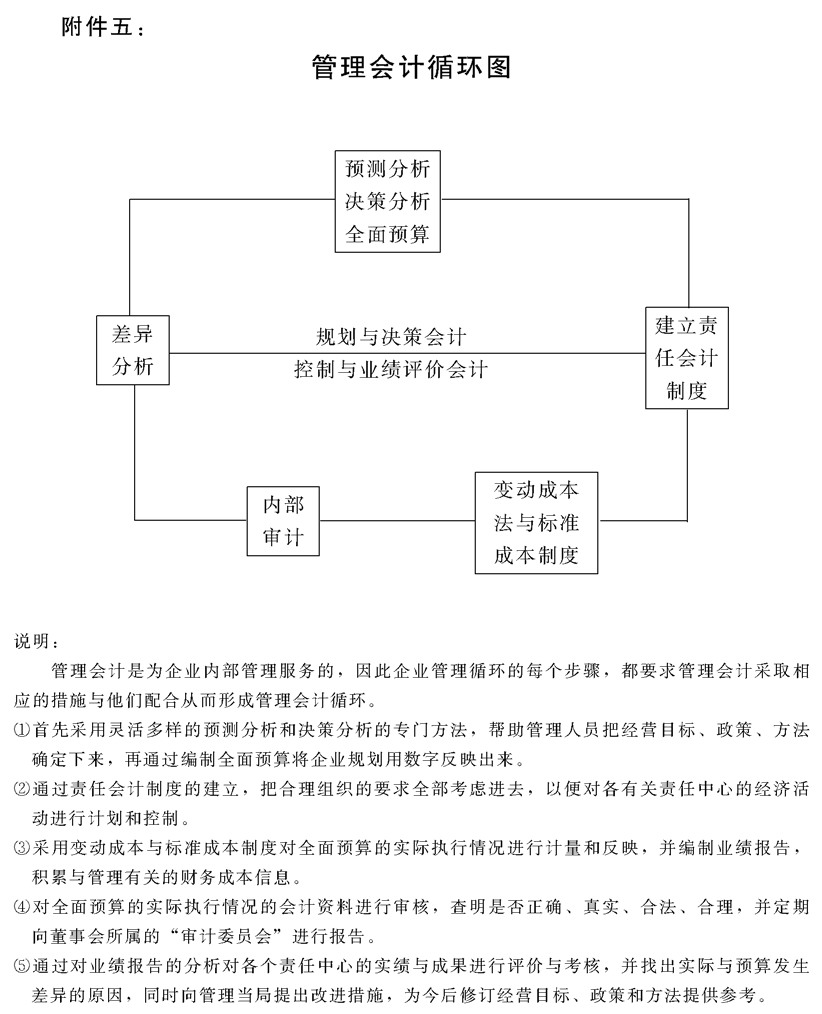 附件五：
管理会计循环图
预测分析
决策分析
全面预算
差异
分析
规划与决策会计
控制与业绩评价会计
建立责
任会计
制度
内部
审计
变动成本
法与标准
成本制度
说明：
管理会计是为企业内部管理服务的，因此企业管理循环的每个步骤，都要求管理会计采取相
应的措施与他们配合从而形成管理会计循环。
①首先采用灵活多样的预测分析和决策分析的专门方法，帮助管理人员把经营目标、政策、方法
确定下来，再通过编制全面预算将企业规划用数字反映出来。
②通过责任会计制度的建立，把合理组织的要求全部考虑进去，以便对各有关责任中心的经济活
动进行计划和控制。
③采用变动成本与标准成本制度对全面预算的实际执行情况进行计量和反映，并编制业绩报告，
积累与管理有关的财务成本信息。
④对全面预算的实际执行情况的会计资料进行审核，查明是否正确、真实、合法、合理，并定期
向董事会所属的“审计委员会”进行报告。
⑤通过对业绩报告的分析对各个责任中心的实绩与成果进行评价与考核，并找出实际与预算发生
差异的原因，同时向管理当局提出改进措施，为今后修订经营目标、政策和方法提供参考。